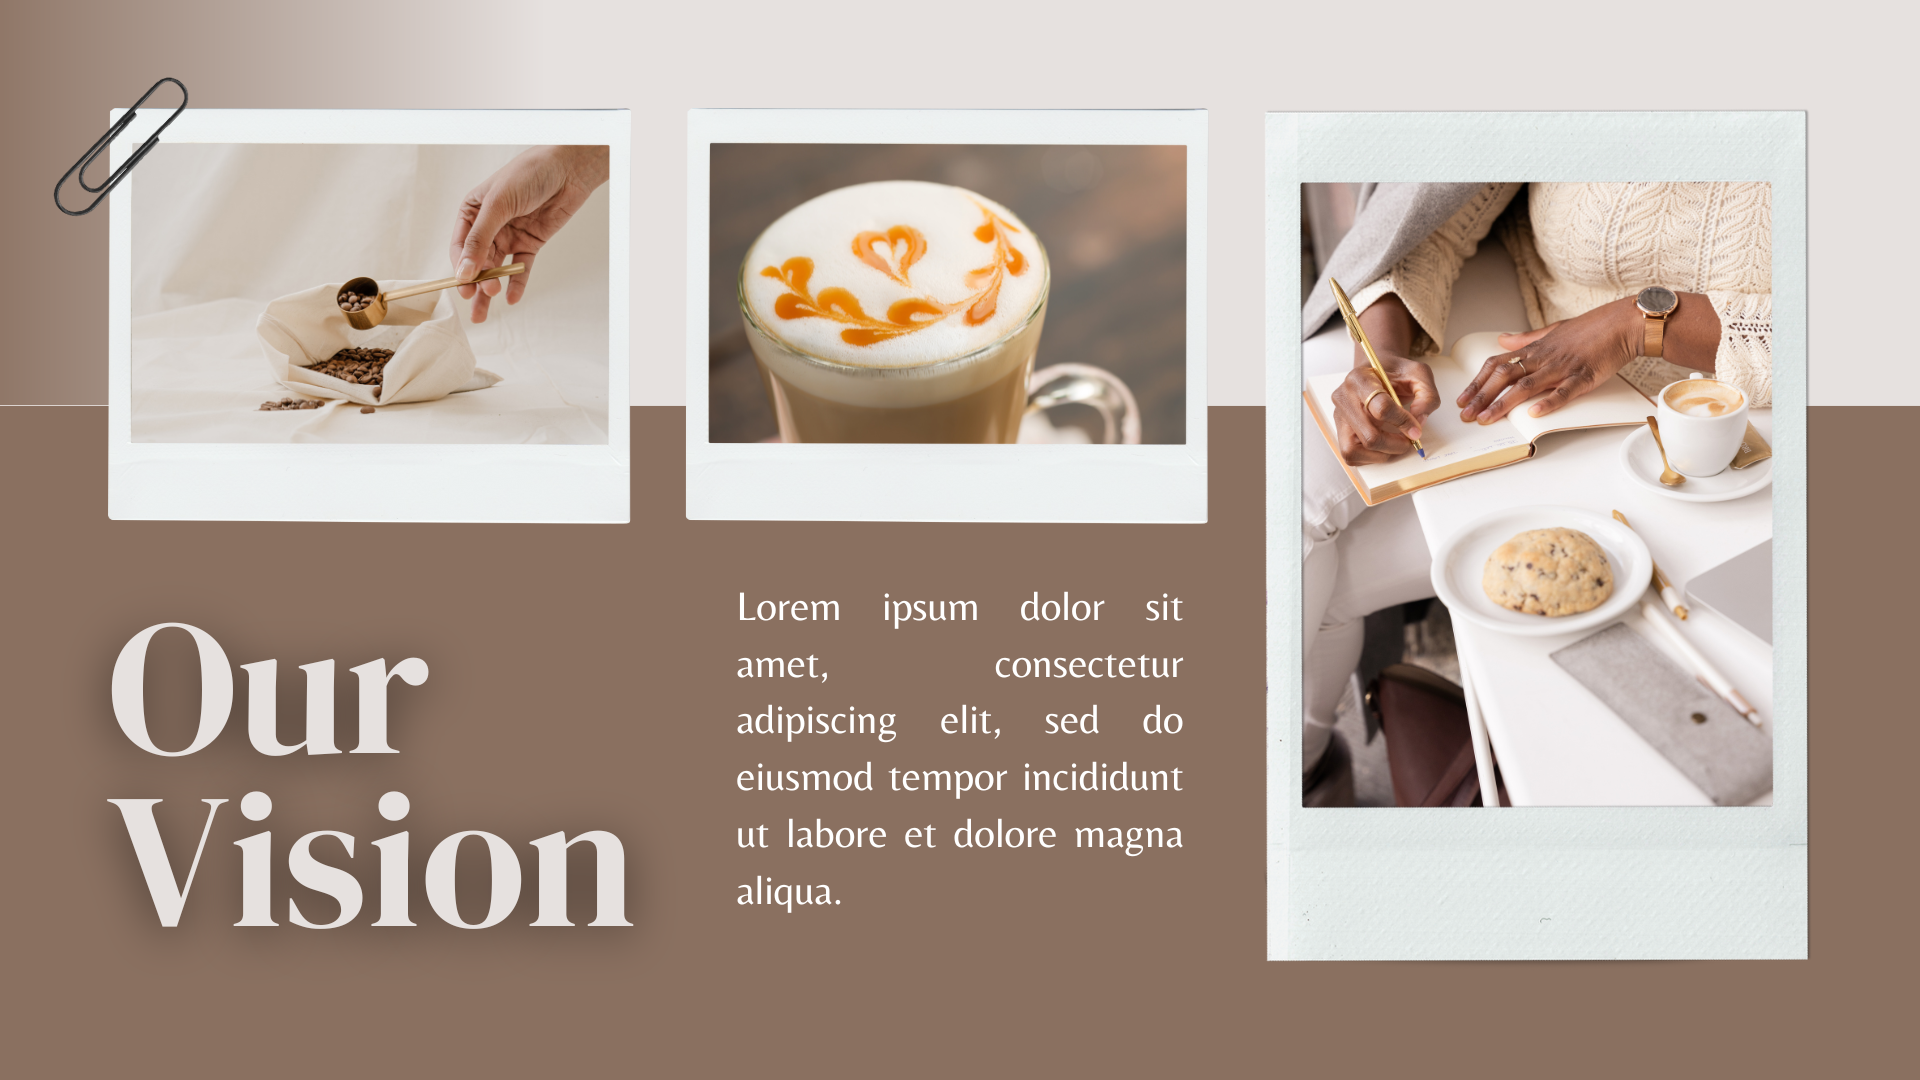 Our
Vision
Lorem ipsum dolor sit
amet, consectetur
adipiscing elit, sed do
eiusmod tempor incididunt
ut labore et dolore magna
aliqua.